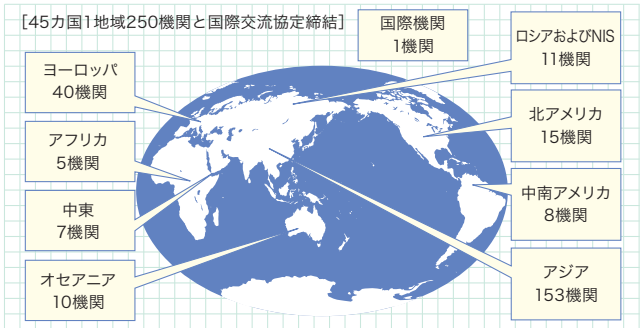 [45カ国1地域250機関と国際交流協定締結]
国際機関
1機関
ロシアおよびNIS
11機関
ヨーロッパ
40機関
北アメリカ
15機関
アフリカ
5機関
中南アメリカ
8機関
中東
7機関
アジア
153機関
オセアニア
10機関